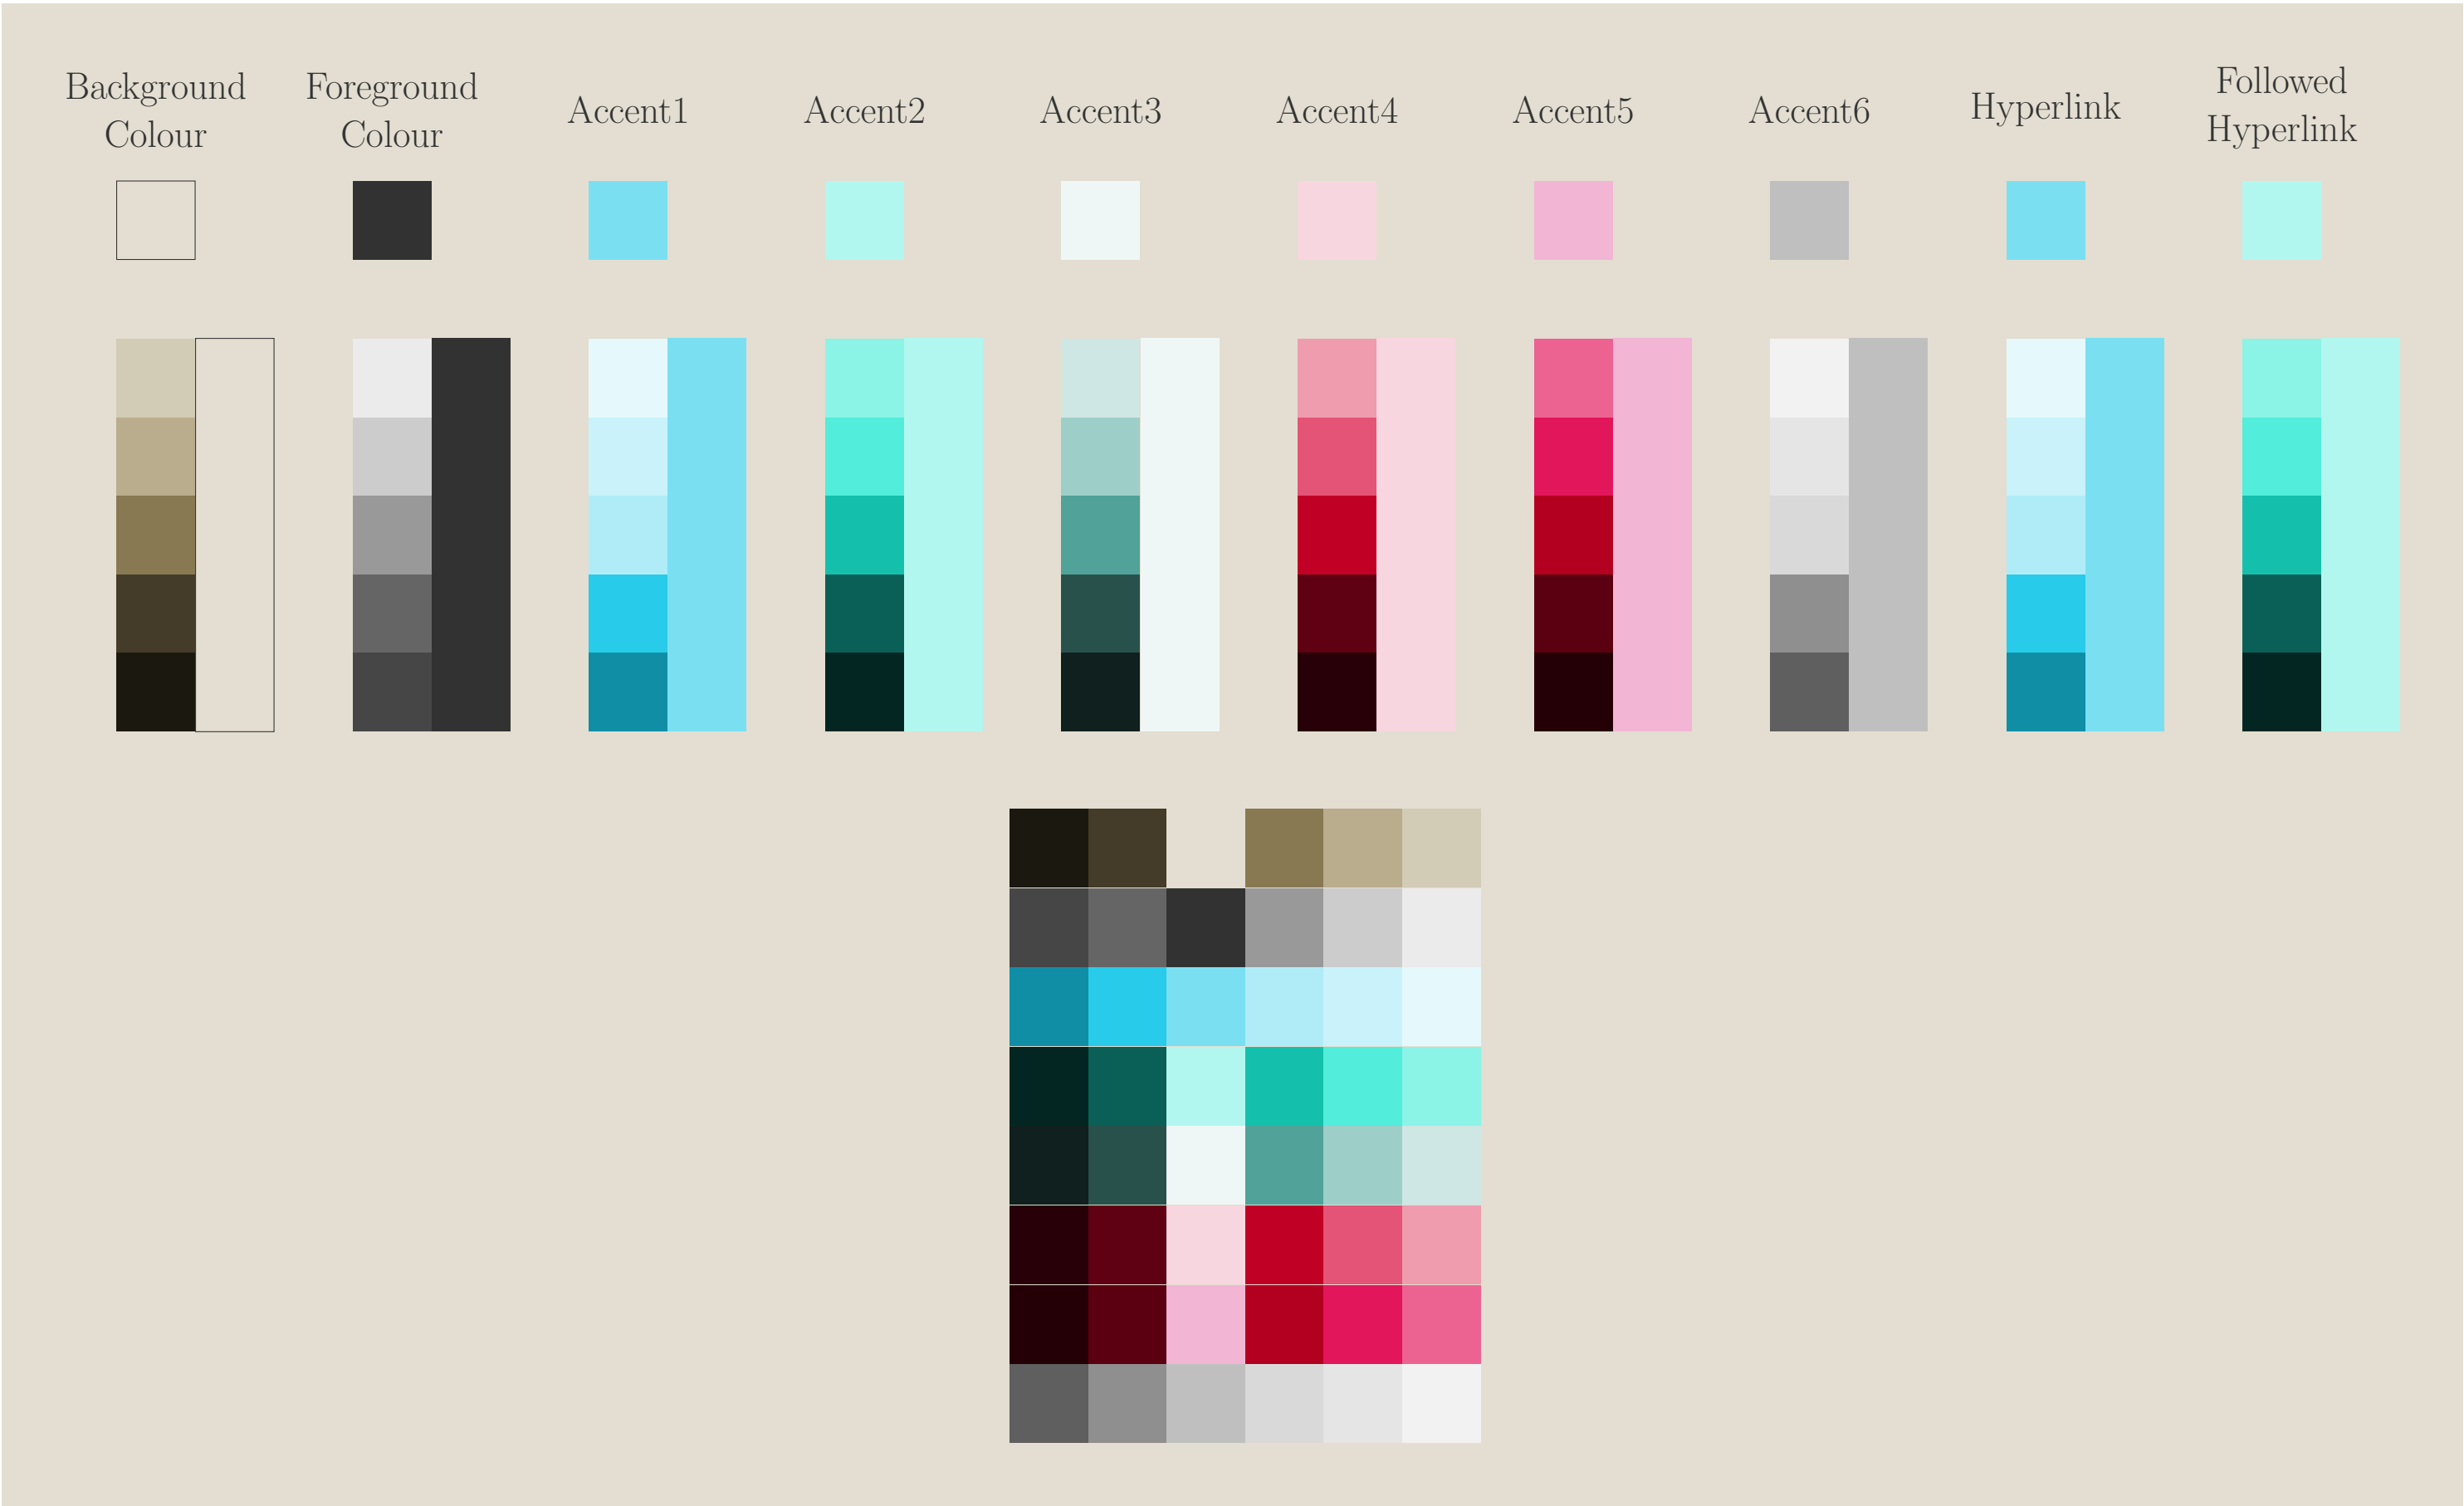 Background
Colour
Foreground
Colour
Accent1
Accent2
Accent3
Accent4
Accent5
Accent6
Hyperlink
Followed
Hyperlink